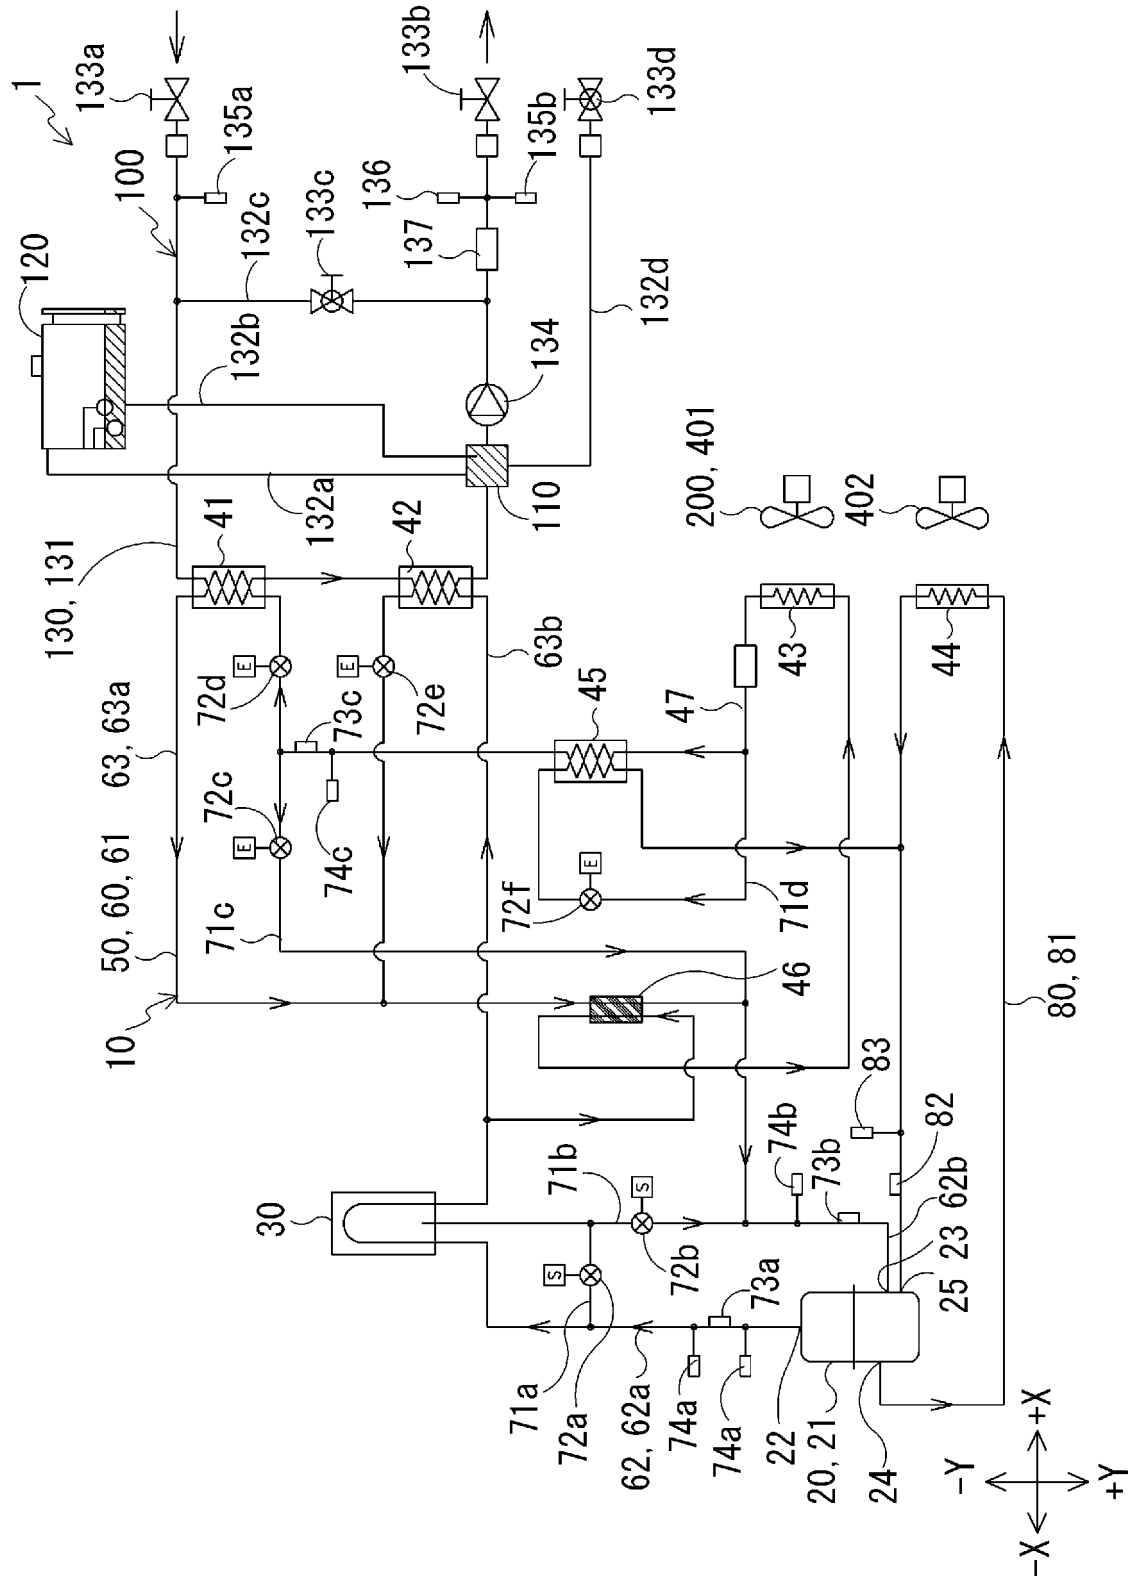 1
133a
133b
133d
135a
135b
100
136
132c
133c
137
120
132b
132d
134
132a
110
200, 401
402
130, 131
41
42
43
44
63, 63a
72d
73c
72e
63b
45
47
50, 60, 61
72c
E
E
E
E
74c
71c
72f
71d
10
46
80, 81
83
82
30
71b
74b
73b
62b
S
S
72b
71a
72a
73a
23
25
62, 62a
74a
74a
22
20, 21
24
-X
+X
-Y
+Y